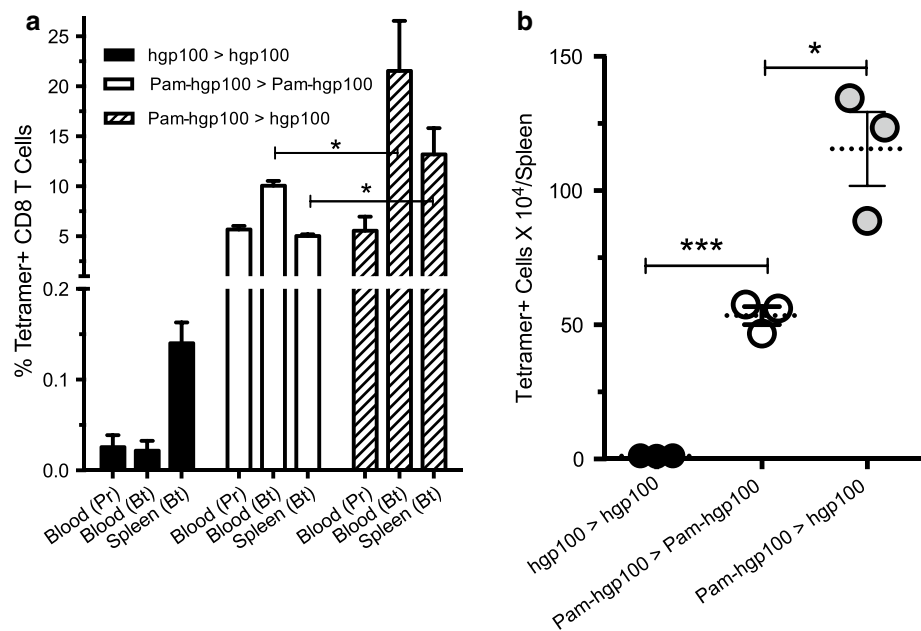 a
% Tetramer+ CD8 T Cells
25
20
15
10
5
0.2
0.1
0.0
hgp100 > hgp100
Pam-hgp100 > Pam-hgp100
Pam-hgp100 > hgp100
*
*
Blood (Pr)
Blood (Bt)
Spleen (Bt)
Blood (Pr)
Blood (Bt)
Spleen (Bt)
Blood (Pr)
Blood (Bt)
Spleen (Bt)
b
Tetramer+ Cells X 10⁴/Spleen
150
100
50
0
*
***
hgp100 > hgp100
Pam-hgp100 > Pam-hgp100
Pam-hgp100 > hgp100